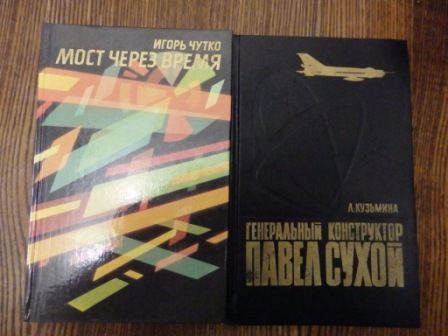 ИГОРЬ ЧУТКО
МОСТ ЧЕРЕЗ ВРЕМЯ
Л.КУЗЬМИНА
ГЕНЕРАЛЬНЫЙ КОНСТРУКТОР
ПАВЕЛ СУХОЙ